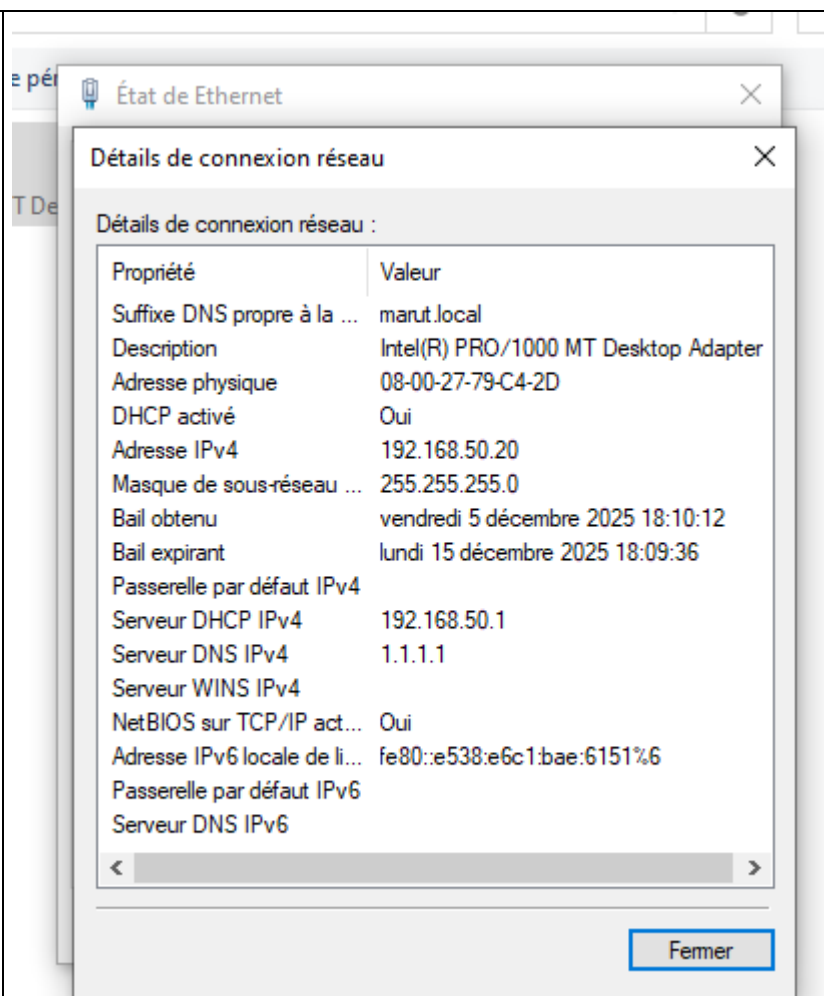 e pér
État de Ethernet
Détails de connexion réseau
T De
Détails de connexion réseau :
Propriété Valeur
Suffixe DNS propre à la ... marut.local
Description Intel(R) PRO/1000 MT Desktop Adapter
Adresse physique 08-00-27-79-C4-2D
DHCP activé Oui
Adresse IPv4 192.168.50.20
Masque de sous-réseau ... 255.255.255.0
Bail obtenu vendredi 5 décembre 2025 18:10:12
Bail expirant lundi 15 décembre 2025 18:09:36
Passerelle par défaut IPv4
Serveur DHCP IPv4 192.168.50.1
Serveur DNS IPv4 1.1.1.1
Serveur WINS IPv4
NetBIOS sur TCP/IP act... Oui
Adresse IPv6 locale de li... fe80::e538:e6c1:bae:6151%6
Passerelle par défaut IPv6
Serveur DNS IPv6
Fermer